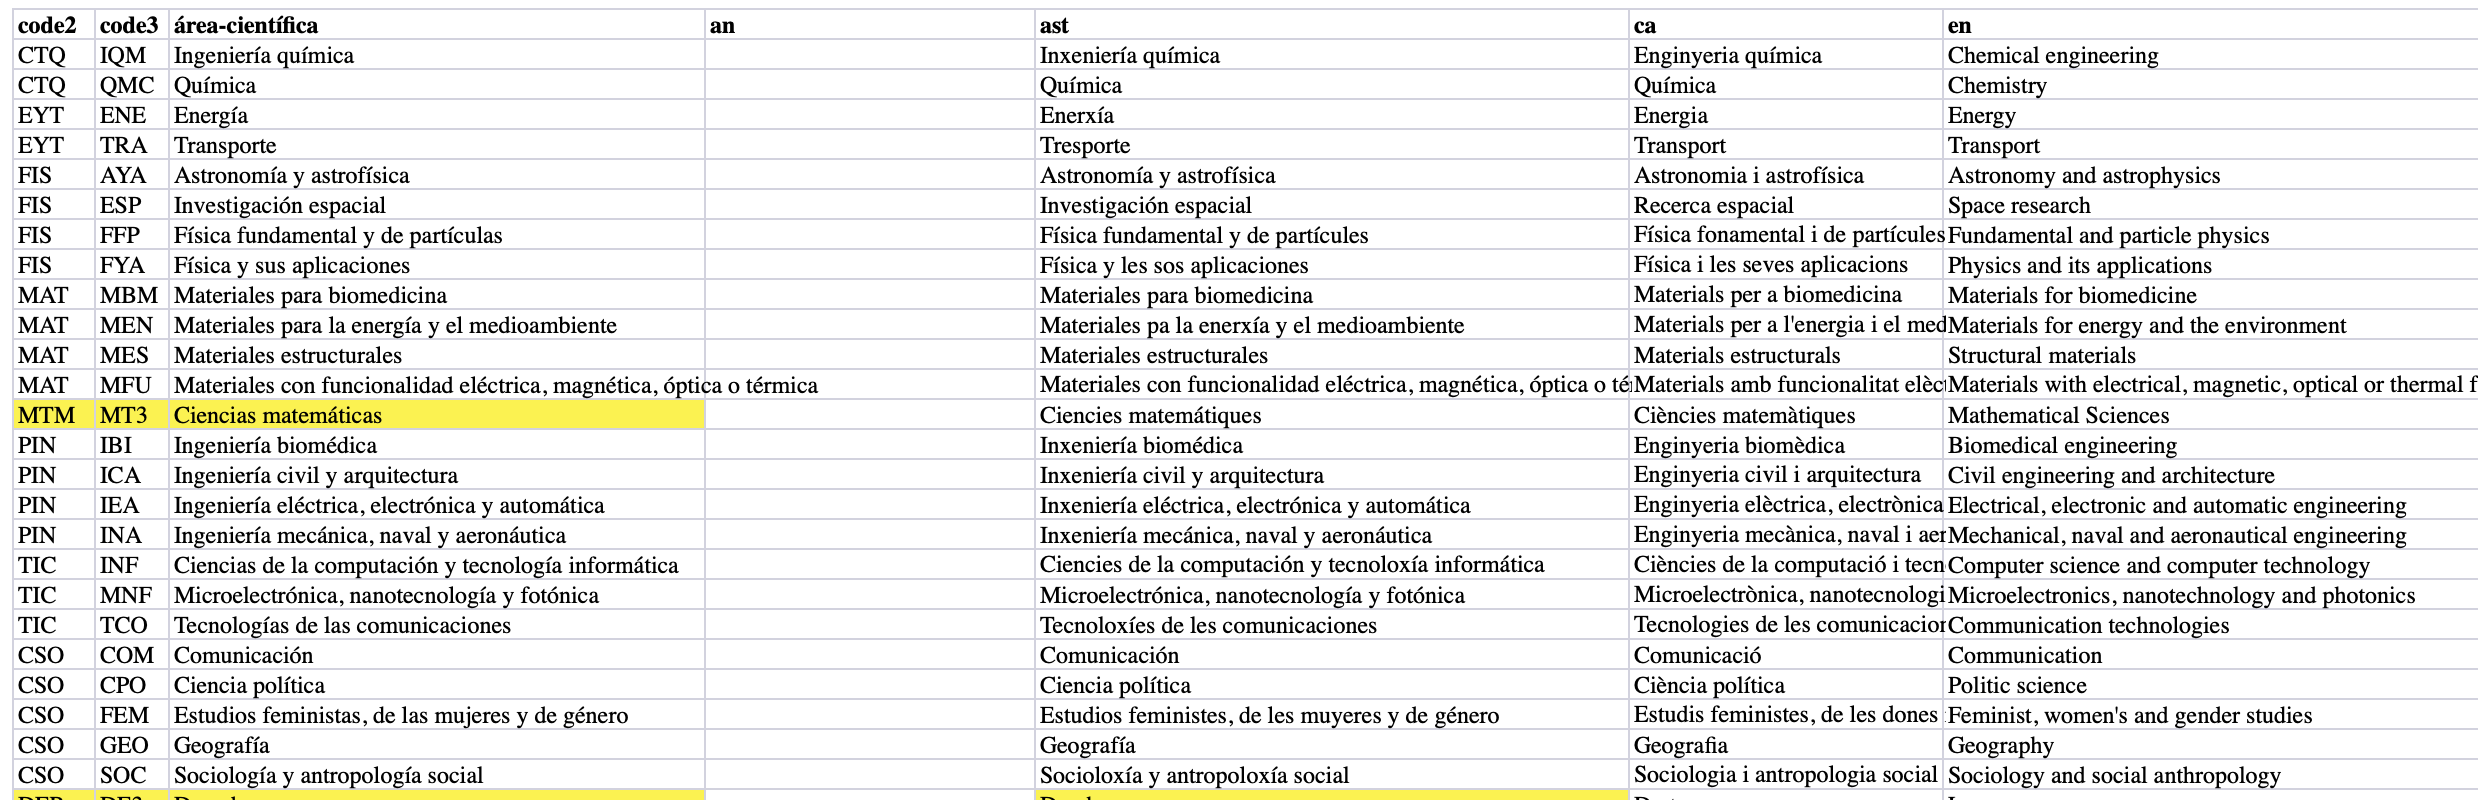 code2 code3 área-científica an ast ca en
CTQ IQM Ingeniería química Inxeniería química Enginyeria química Chemical engineering
CTQ QMC Química Química Química Chemistry
EYT ENE Energía Enerxía Energia Energy
EYT TRA Transporte Tresporte Transport Transport
FIS AYA Astronomía y astrofísica Astronomía y astrofísica Astronomia i astrofísica Astronomy and astrophysics
FIS ESP Investigación espacial Investigación espacial Recerca espacial Space research
FIS FFP Física fundamental y de partículas Física fundamental y de partícules Física fonamental i de partícules Fundamental and particle physics
FIS FYA Física y sus aplicaciones Física y les sos aplicaciones Física i les seves aplicacions Physics and its applications
MAT MBM Materiales para biomedicina Materiales para biomedicina Materials per a biomedicina Materials for biomedicine
MAT MEN Materiales para la energía y el medioambiente Materiales pa la enerxía y el medioambiente Materials per a l'energia i el med Materials for energy and the environment
MAT MES Materiales estructurales Materiales estructurales Materials estructurals Structural materials
MAT MFU Materiales con funcionalidad eléctrica, magnética, óptica o térmica Materiales con funcionalidad eléctrica, magnética, óptica o té Materials amb funcionalitat elèct Materials with electrical, magnetic, optical or thermal f
MTM MT3 Ciencias matemáticas Ciencies matemátiques Ciències matemàtiques Mathematical Sciences
PIN IBI Ingeniería biomédica Inxeniería biomédica Enginyeria biomèdica Biomedical engineering
PIN ICA Ingeniería civil y arquitectura Inxeniería civil y arquitectura Enginyeria civil i arquitectura Civil engineering and architecture
PIN IEA Ingeniería eléctrica, electrónica y automática Inxeniería eléctrica, electrónica y automática Enginyeria elèctrica, electrònica Electrical, electronic and automatic engineering
PIN INA Ingeniería mecánica, naval y aeronáutica Inxeniería mecánica, naval y aeronáutica Enginyeria mecànica, naval i aer Mechanical, naval and aeronautical engineering
TIC INF Ciencias de la computación y tecnología informática Ciencies de la computación y tecnoloxía informática Ciències de la computació i tecn Computer science and computer technology
TIC MNF Microelectrónica, nanotecnología y fotónica Microelectrónica, nanotecnología y fotónica Microelectrònica, nanotecnologi Microelectronics, nanotechnology and photonics
TIC TCO Tecnologías de las comunicaciones Tecnoloxíes de les comunicaciones Tecnologies de les comunicacion Communication technologies
CSO COM Comunicación Comunicación Comunicació Communication
CSO CPO Ciencia política Ciencia política Ciència política Politic science
CSO FEM Estudios feministas, de las mujeres y de género Estudios feministes, de les muyeres y de género Estudis feministes, de les dones Feminist, women's and gender studies
CSO GEO Geografía Geografía Geografia Geography
CSO SOC Sociología y antropología social Socioloxía y antropoloxía social Sociologia i antropologia social Sociology and social anthropology